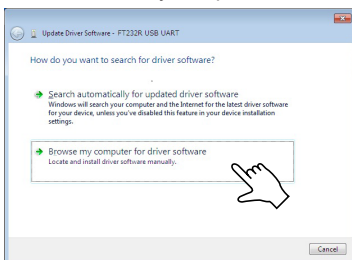 Update Driver Software - FT232R USB UART
How do you want to search for driver software?
Search automatically for updated driver software
Windows will search your computer and the Internet for the latest driver software
for your device, unless you've disabled this feature in your device installation
settings.
Browse my computer for driver software
Locate and install driver software manually.
Cancel